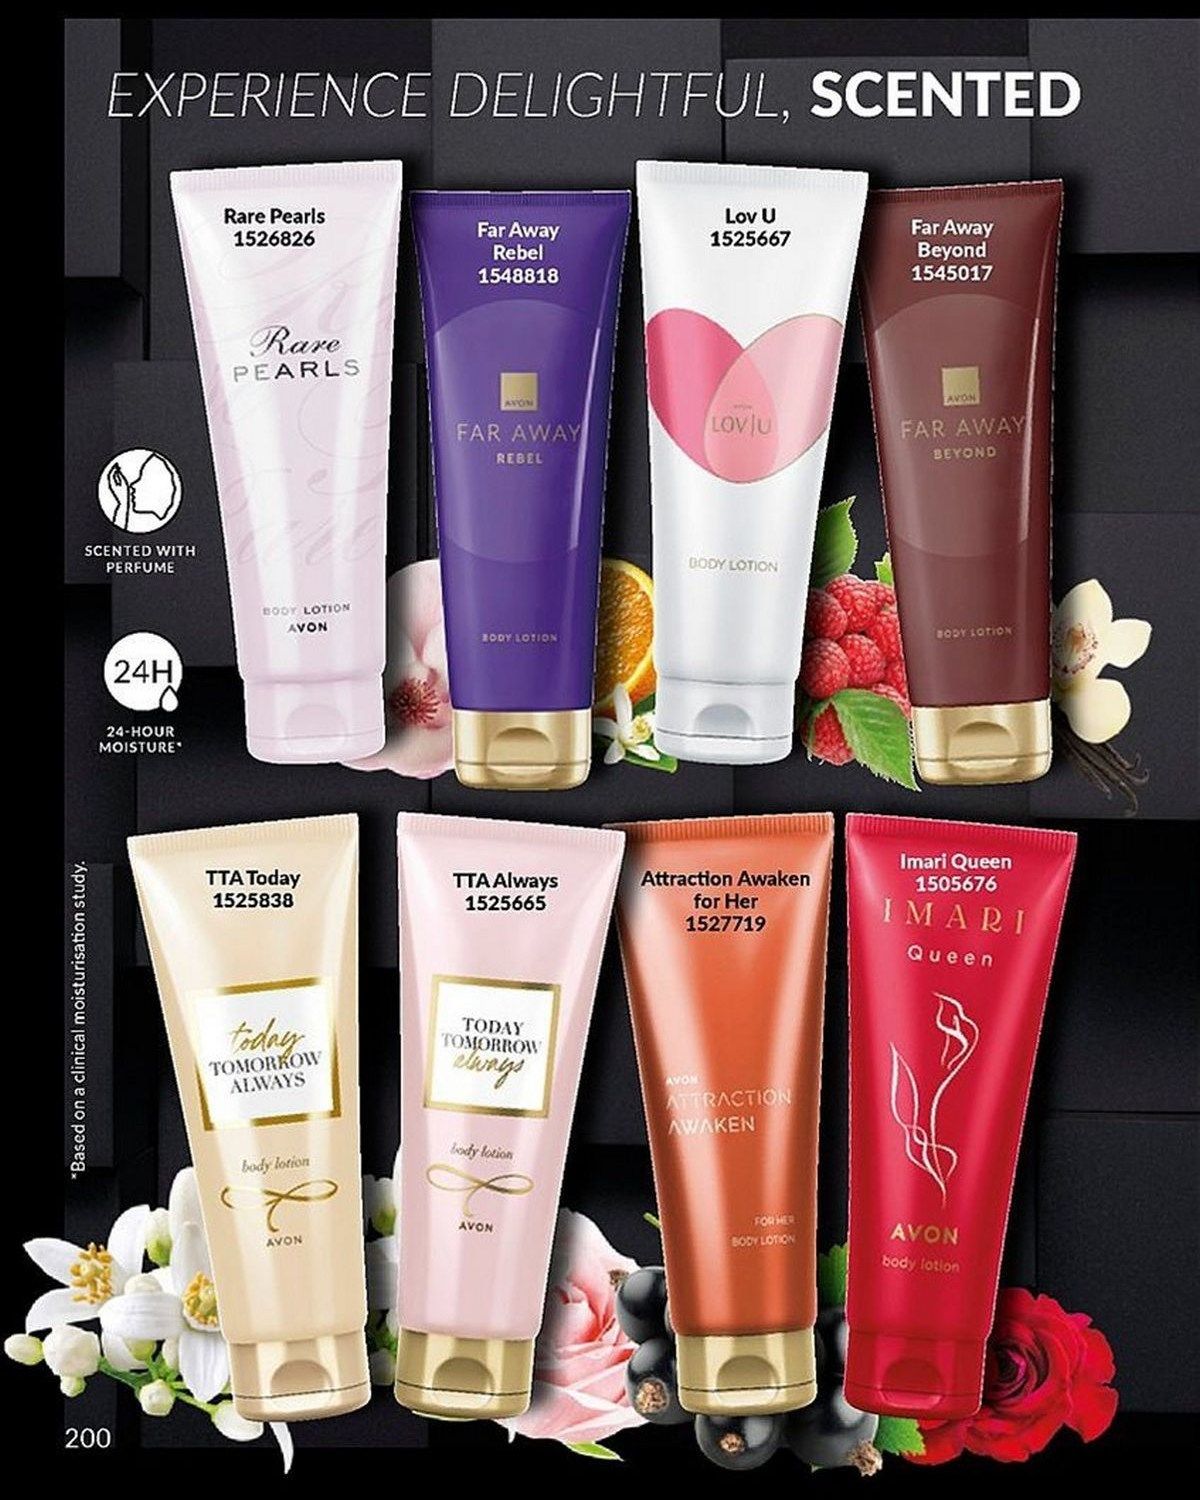 EXPERIENCE DELIGHTFUL, SCENTED
Rare Pearls
1526826
Rare
PEARLS
BODY LOTION
AVON
Far Away
Rebel
1548818
AVON
FAR AWAY
REBEL
BODY LOTION
Lov U
1525667
LOV|U
BODY LOTION
Far Away
Beyond
1545017
AVON
FAR AWAY
BEYOND
BODY LOTION
SCENTED WITH
PERFUME
24H
24-HOUR
MOISTURE*
TTA Today
1525838
today
TOMORROW
ALWAYS
body lotion
AVON
TTA Always
1525665
TODAY
TOMORROW
always
body lotion
AVON
Attraction Awaken
for Her
1527719
AVON
ATTRACTION
AWAKEN
FOR HER
BODY LOTION
Imari Queen
1505676
IMARI
Queen
AVON
body lotion
*Based on a clinical moisturisation study.
200